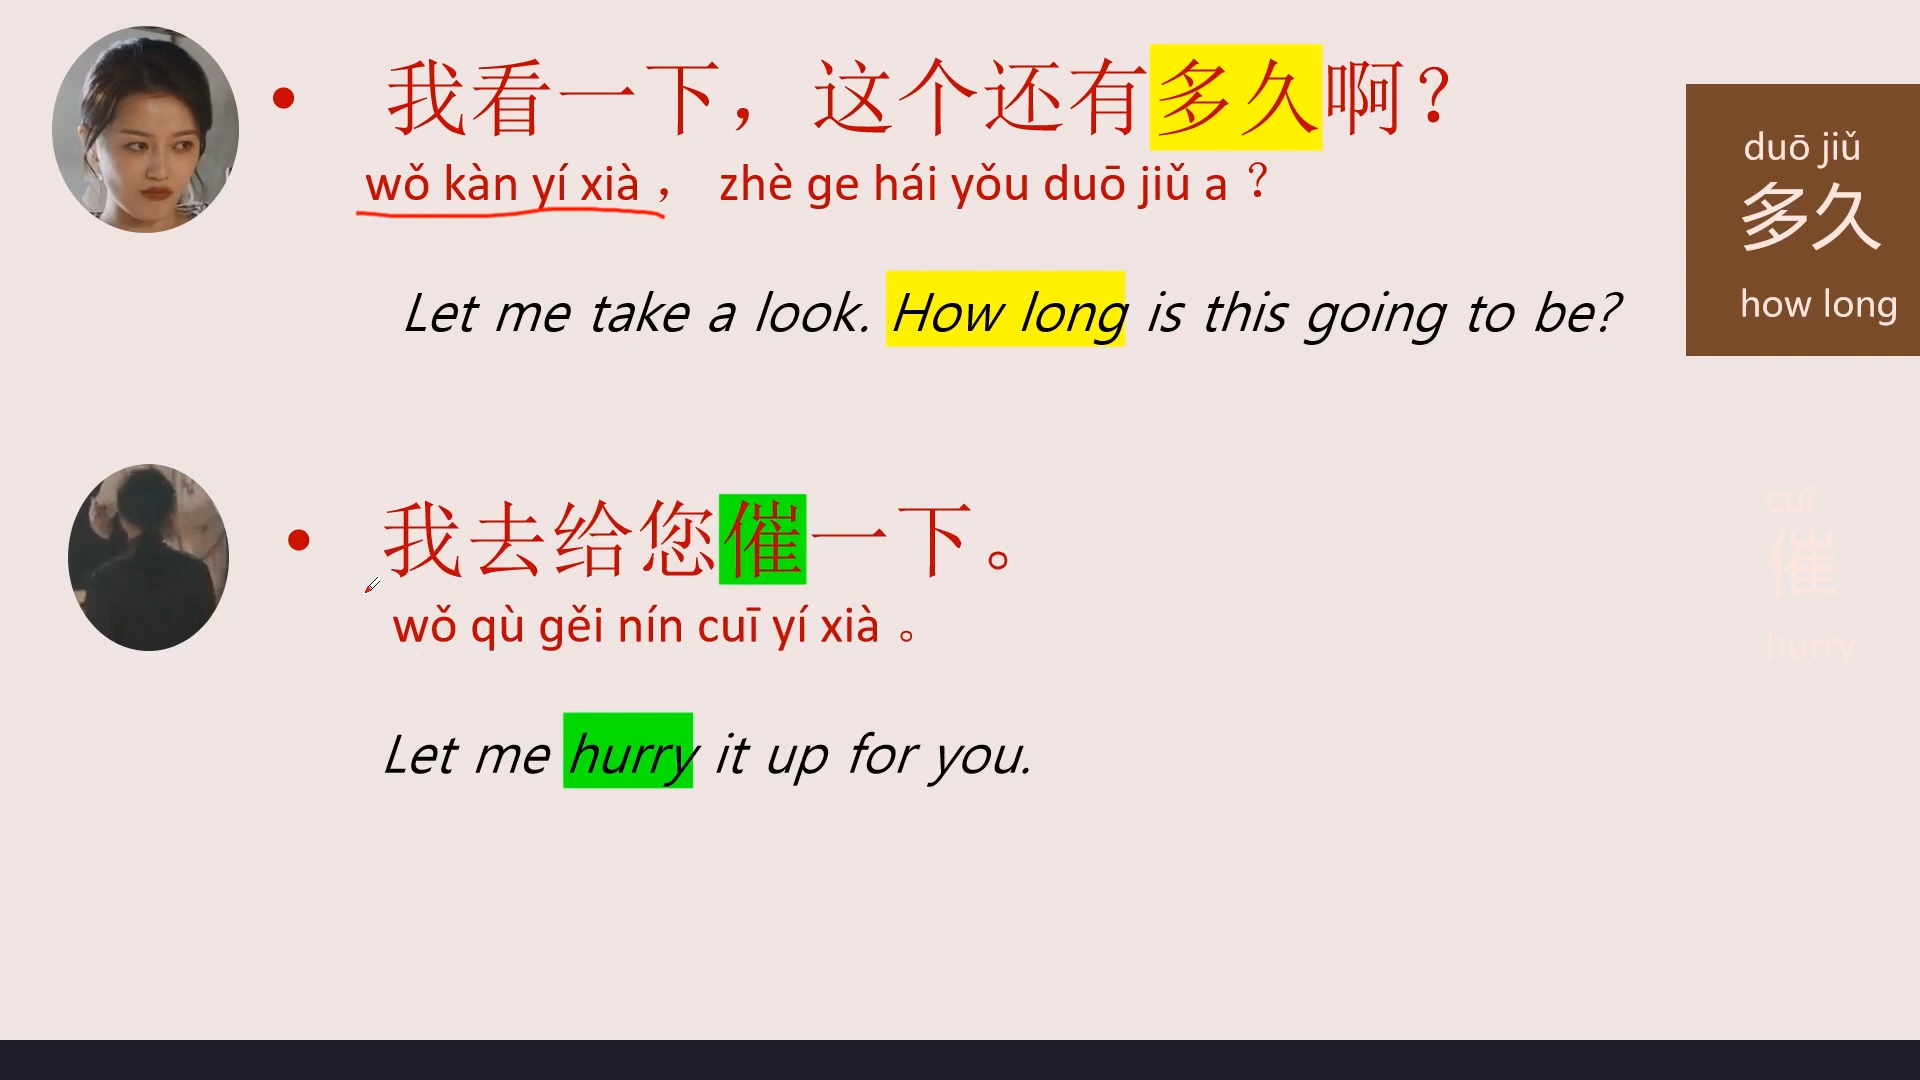 我看一下，这个还有多久啊？
wǒ kàn yí xià， zhè ge hái yǒu duō jiǔ a？
Let me take a look. How long is this going to be?
duō jiǔ
多久
how long
我去给您催一下。
wǒ qù gěi nín cuī yí xià 。
Let me hurry it up for you.
cuī
催
hurry